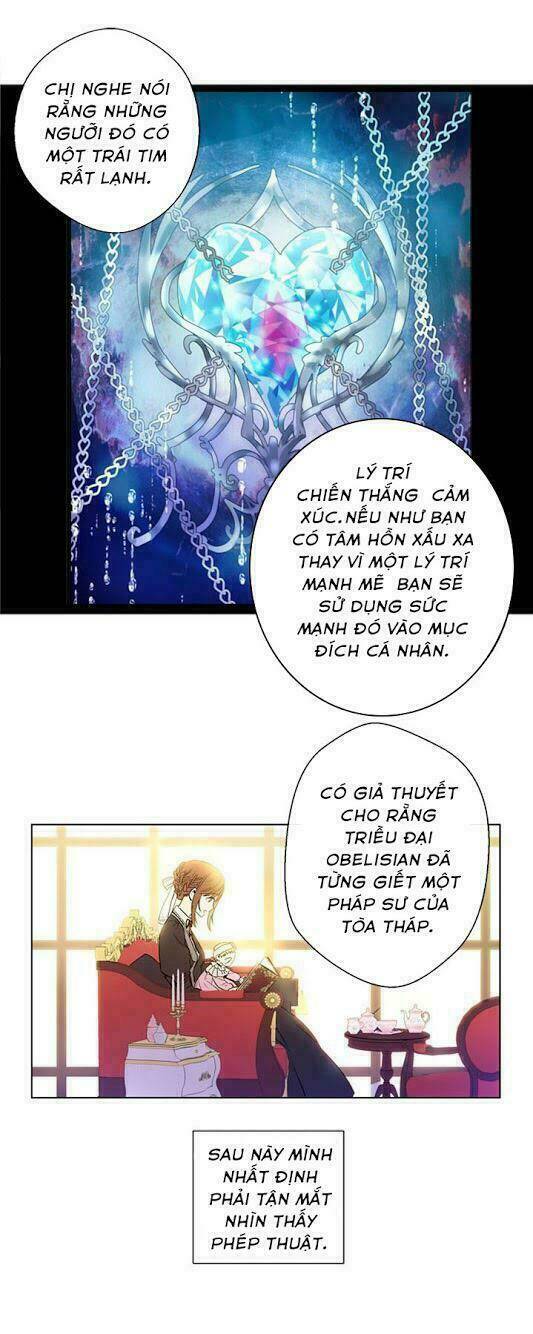 CHỊ NGHE NÓI
RẰNG NHỮNG
NGƯỜI ĐÓ CÓ
MỘT TRÁI TIM
RẤT LẠNH.
LÝ TRÍ
CHIẾN THẮNG CẢM
XÚC.NẾU NHƯ BẠN
CÓ TÂM HỒN XẤU XA
THAY VÌ MỘT LÝ TRÍ
MẠNH MẼ BẠN SẼ
SỬ DỤNG SỨC
MẠNH ĐÓ VÀO MỤC
ĐÍCH CÁ NHÂN.
CÓ GIẢ THUYẾT
CHO RẰNG
TRIỀU ĐẠI
OBELISIAN ĐÃ
TỪNG GIẾT MỘT
PHÁP SƯ CỦA
TÒA THÁP.
SAU NÀY MÌNH
NHẤT ĐỊNH
PHẢI TẬN MẮT
NHÌN THẤY
PHÉP THUẬT.